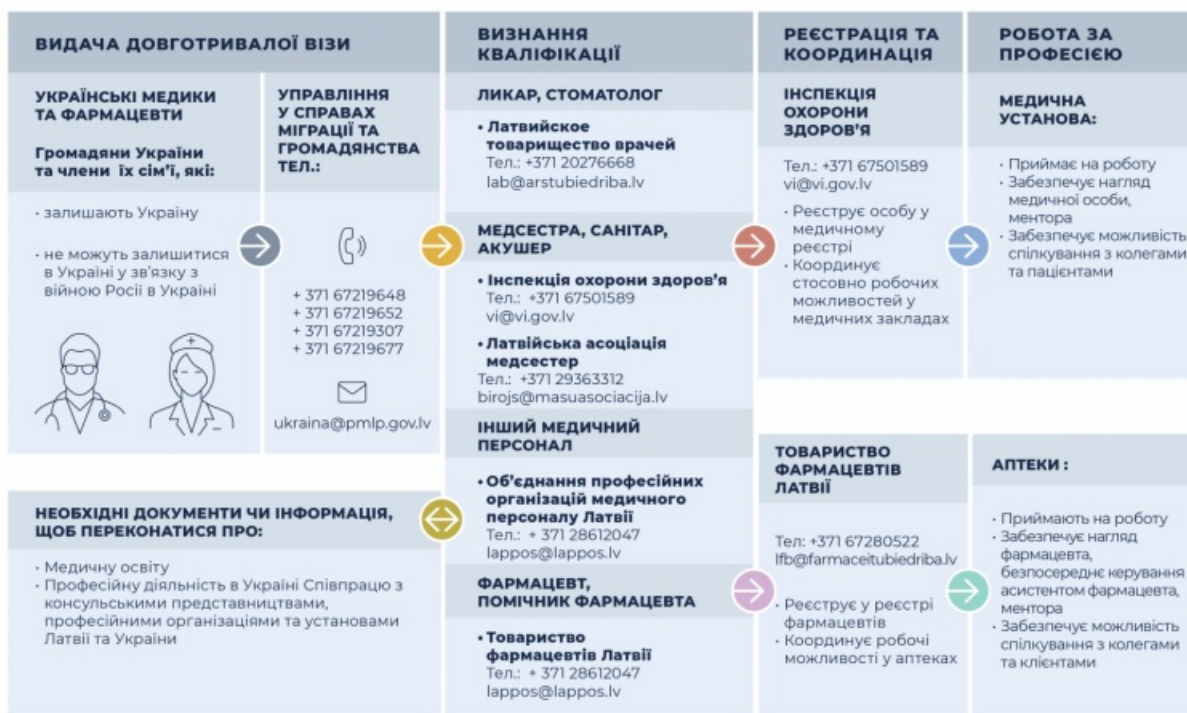 ВИДАЧА ДОВГОТРИВАЛОЇ ВІЗИ
УКРАЇНСЬКІ МЕДИКИ
ТА ФАРМАЦЕВТИ
Громадяни України
та члени їх сім’ї, які:
· залишають Україну
· не можуть залишитися
в Україні у зв’язку з
війною Росії в Україні
УПРАВЛІННЯ
У СПРАВАХ
МІГРАЦІЇ ТА
ГРОМАДЯНСТВА
ТЕЛ.:
+ 371 67219648
+ 371 67219652
+ 371 67219307
+ 371 67219677
ukraina@pmlp.gov.lv
НЕОБХІДНІ ДОКУМЕНТИ ЧИ ІНФОРМАЦІЯ,
ЩОБ ПЕРЕКОНАТИСЯ ПРО:
· Медичну освіту
· Професійну діяльність в Україні Співпрацю з
консульськими представництвами,
професійними організаціями та установами
Латвії та України
ВИЗНАННЯ
КВАЛІФІКАЦІЇ
ЛИКАР, СТОМАТОЛОГ
• Латвийское
товарищество врачей
Тел.: +371 20276668
lab@arstubiedriba.lv
МЕДСЕСТРА, САНІТАР,
АКУШЕР
• Інспекція охорони здоров’я
Тел.: +371 67501589
vi@vi.gov.lv
• Латвійська асоціація
медсестер
Тел.: +371 29363312
birojs@masuasociacija.lv
ІНШИЙ МЕДИЧНИЙ
ПЕРСОНАЛ
• Об’єднання професійних
організацій медичного
персоналу Латвії
Тел.: + 371 28612047
lappos@lappos.lv
ФАРМАЦЕВТ,
ПОМІЧНИК ФАРМАЦЕВТА
• Товариство
фармацевтів Латвії
Тел.: + 371 28612047
lappos@lappos.lv
РЕЄСТРАЦІЯ ТА
КООРДИНАЦІЯ
ІНСПЕКЦІЯ
ОХОРОНИ
ЗДОРОВ’Я
Тел.: +371 67501589
vi@vi.gov.lv
· Реєструє особу у
медичному
реєстрі
· Координує
стосовно робочих
можливостей у
медичних закладах
ТОВАРИСТВО
ФАРМАЦЕВТІВ
ЛАТВІЇ
Тел: +371 67280522
lfb@farmaceitubiedriba.lv
· Реєструє у реєстрі
фармацевтів
· Координує робочі
можливості у аптеках
РОБОТА ЗА
ПРОФЕСІЄЮ
МЕДИЧНА
УСТАНОВА:
· Приймає на роботу
· Забезпечує нагляд
медичної особи,
ментора
· Забезпечує можливість
спілкування з колегами
та пацієнтами
АПТЕКИ :
· Приймають на роботу
· Забезпечує нагляд
фармацевта,
безпосереднє керування
асистентом фармацевта,
ментора
· Забезпечує можливість
спілкування з колегами
та клієнтами